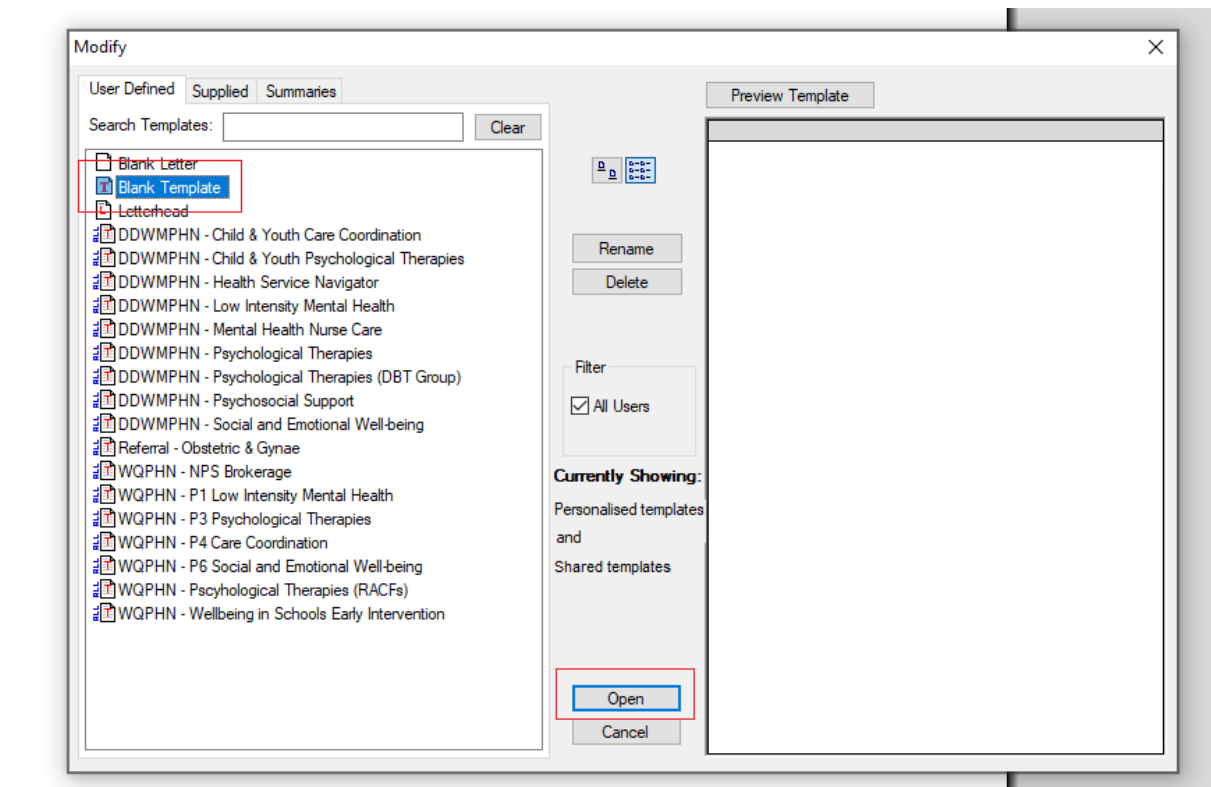 Modify
User Defined Supplied Summaries
Search Templates: Clear
Blank Letter
Blank Template
Letterhead
DDWMPHN - Child & Youth Care Coordination
DDWMPHN - Child & Youth Psychological Therapies
DDWMPHN - Health Service Navigator
DDWMPHN - Low Intensity Mental Health
DDWMPHN - Mental Health Nurse Care
DDWMPHN - Psychological Therapies
DDWMPHN - Psychological Therapies (DBT Group)
DDWMPHN - Psychosocial Support
DDWMPHN - Social and Emotional Well-being
Referral - Obstetric & Gynae
WQPHN - NPS Brokerage
WQPHN - P1 Low Intensity Mental Health
WQPHN - P3 Psychological Therapies
WQPHN - P4 Care Coordination
WQPHN - P6 Social and Emotional Well-being
WQPHN - Pscyhological Therapies (RACFs)
WQPHN - Wellbeing in Schools Early Intervention
Rename
Delete
Filter
All Users
Currently Showing:
Personalised templates
and
Shared templates
Open
Cancel
Preview Template